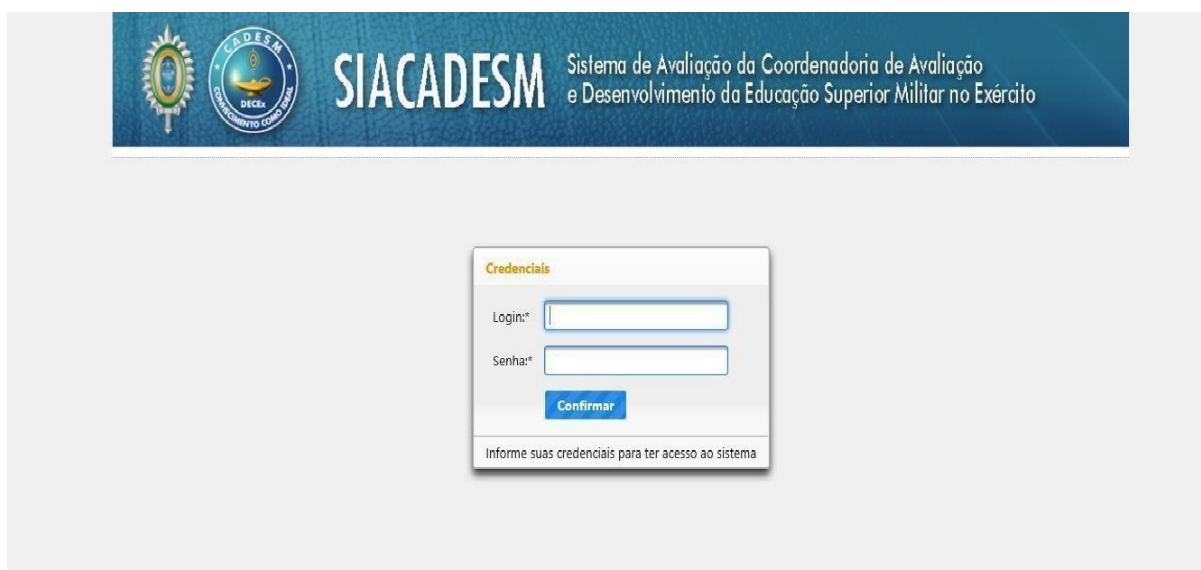 CADESM
DECEx
CONHECIMENTO COMO IDEAL
SIACADESM
Sistema de Avaliação da Coordenadoria de Avaliação
e Desenvolvimento da Educação Superior Militar no Exército
Credenciais
Login:*
Senha:*
Confirmar
Informe suas credenciais para ter acesso ao sistema